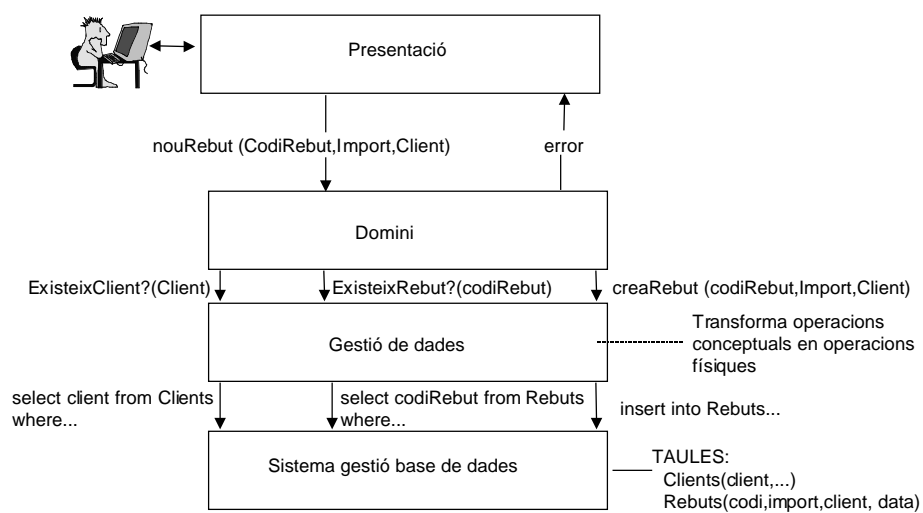 Presentació
nouRebut (CodiRebut,Import,Client)
error
Domini
ExisteixClient?(Client)
ExisteixRebut?(codiRebut)
creaRebut (codiRebut,Import,Client)
Gestió de dades
Transforma operacions
conceptuals en operacions
físiques
select client from Clients
where...
select codiRebut from Rebuts
where...
insert into Rebuts...
Sistema gestió base de dades
TAULES:
Clients(client,...)
Rebuts(codi,import,client, data)